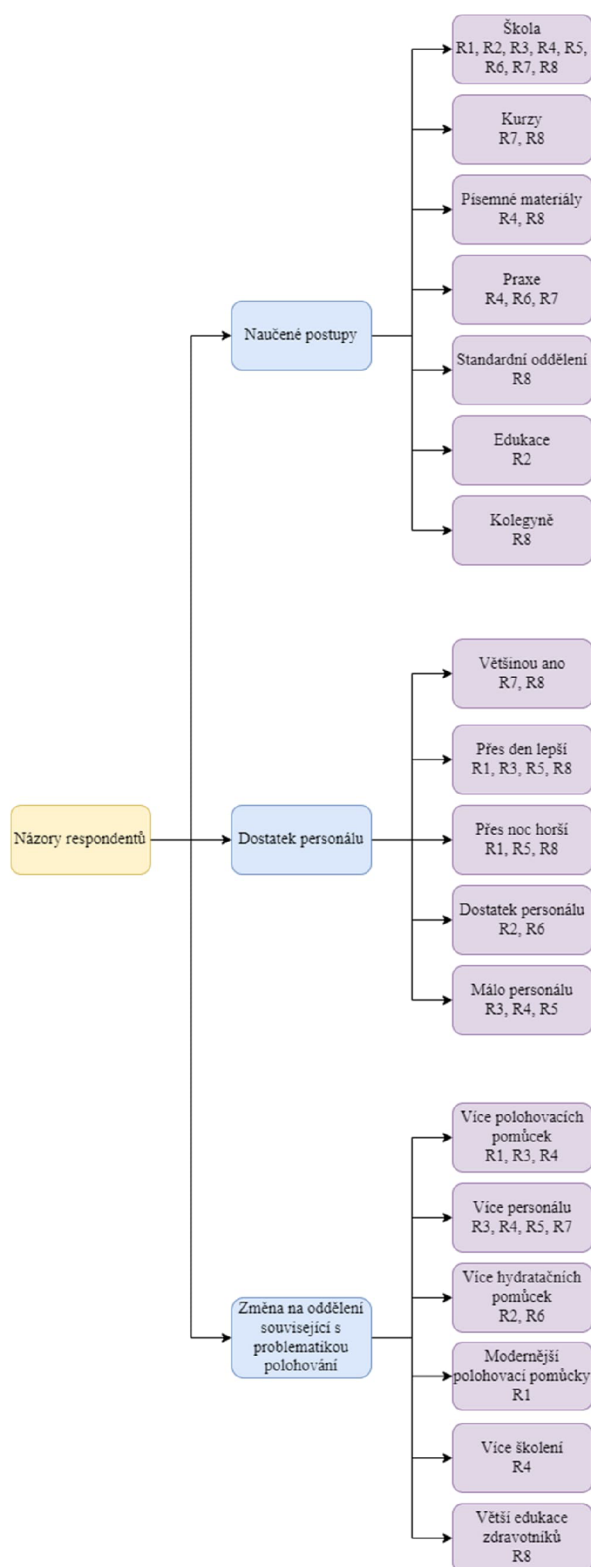 Názory respondentů
Naučené postupy
Škola
R1, R2, R3, R4, R5,
R6, R7, R8
Kurzy
R7, R8
Písemné materiály
R4, R8
Praxe
R4, R6, R7
Standardní oddělení
R8
Edukace
R2
Kolegyně
R8
Dostatek personálu
Většinou ano
R7, R8
Přes den lepší
R1, R3, R5, R8
Přes noc horší
R1, R5, R8
Dostatek personálu
R2, R6
Málo personálu
R3, R4, R5
Změna na oddělení
související s
problematikou
polohování
Více polohovacích
pomůcek
R1, R3, R4
Více personálu
R3, R4, R5, R7
Více hydratačních
pomůcek
R2, R6
Modernější
polohovací pomůcky
R1
Více školení
R4
Větší edukace
zdravotníků
R8